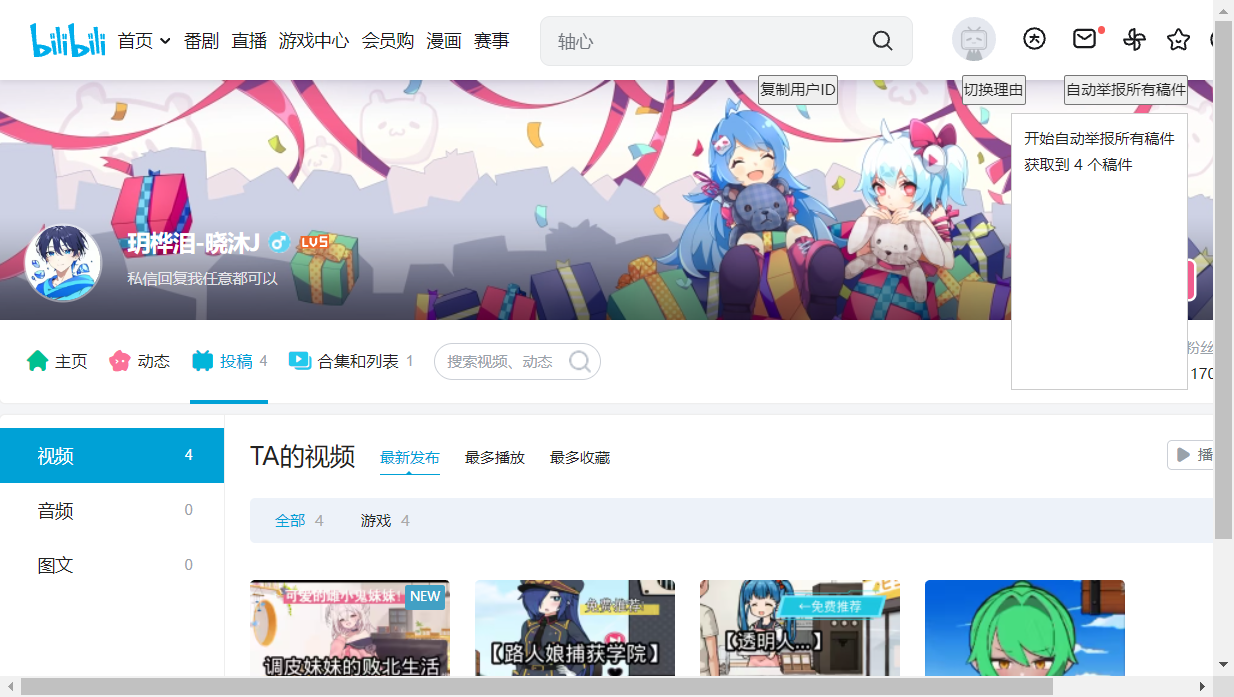 bilibili 首页 番剧 直播 游戏中心 会员购 漫画 赛事 轴心
复制用户ID 切换理由 自动举报所有稿件
开始自动举报所有稿件
获取到 4 个稿件
玥桦泪-晓沐J LV5
私信回复我任意都可以
主页 动态 投稿 4 合集和列表 1 搜索视频、动态 粉丝
170
视频 4
音频 0
图文 0
TA的视频 最新发布 最多播放 最多收藏 播
全部 4 游戏 4
可爱的雌小鬼妹妹! NEW
调皮妹妹的败北生活
免费推荐
【路人娘捕获学院】
←免费推荐
【透明人...】